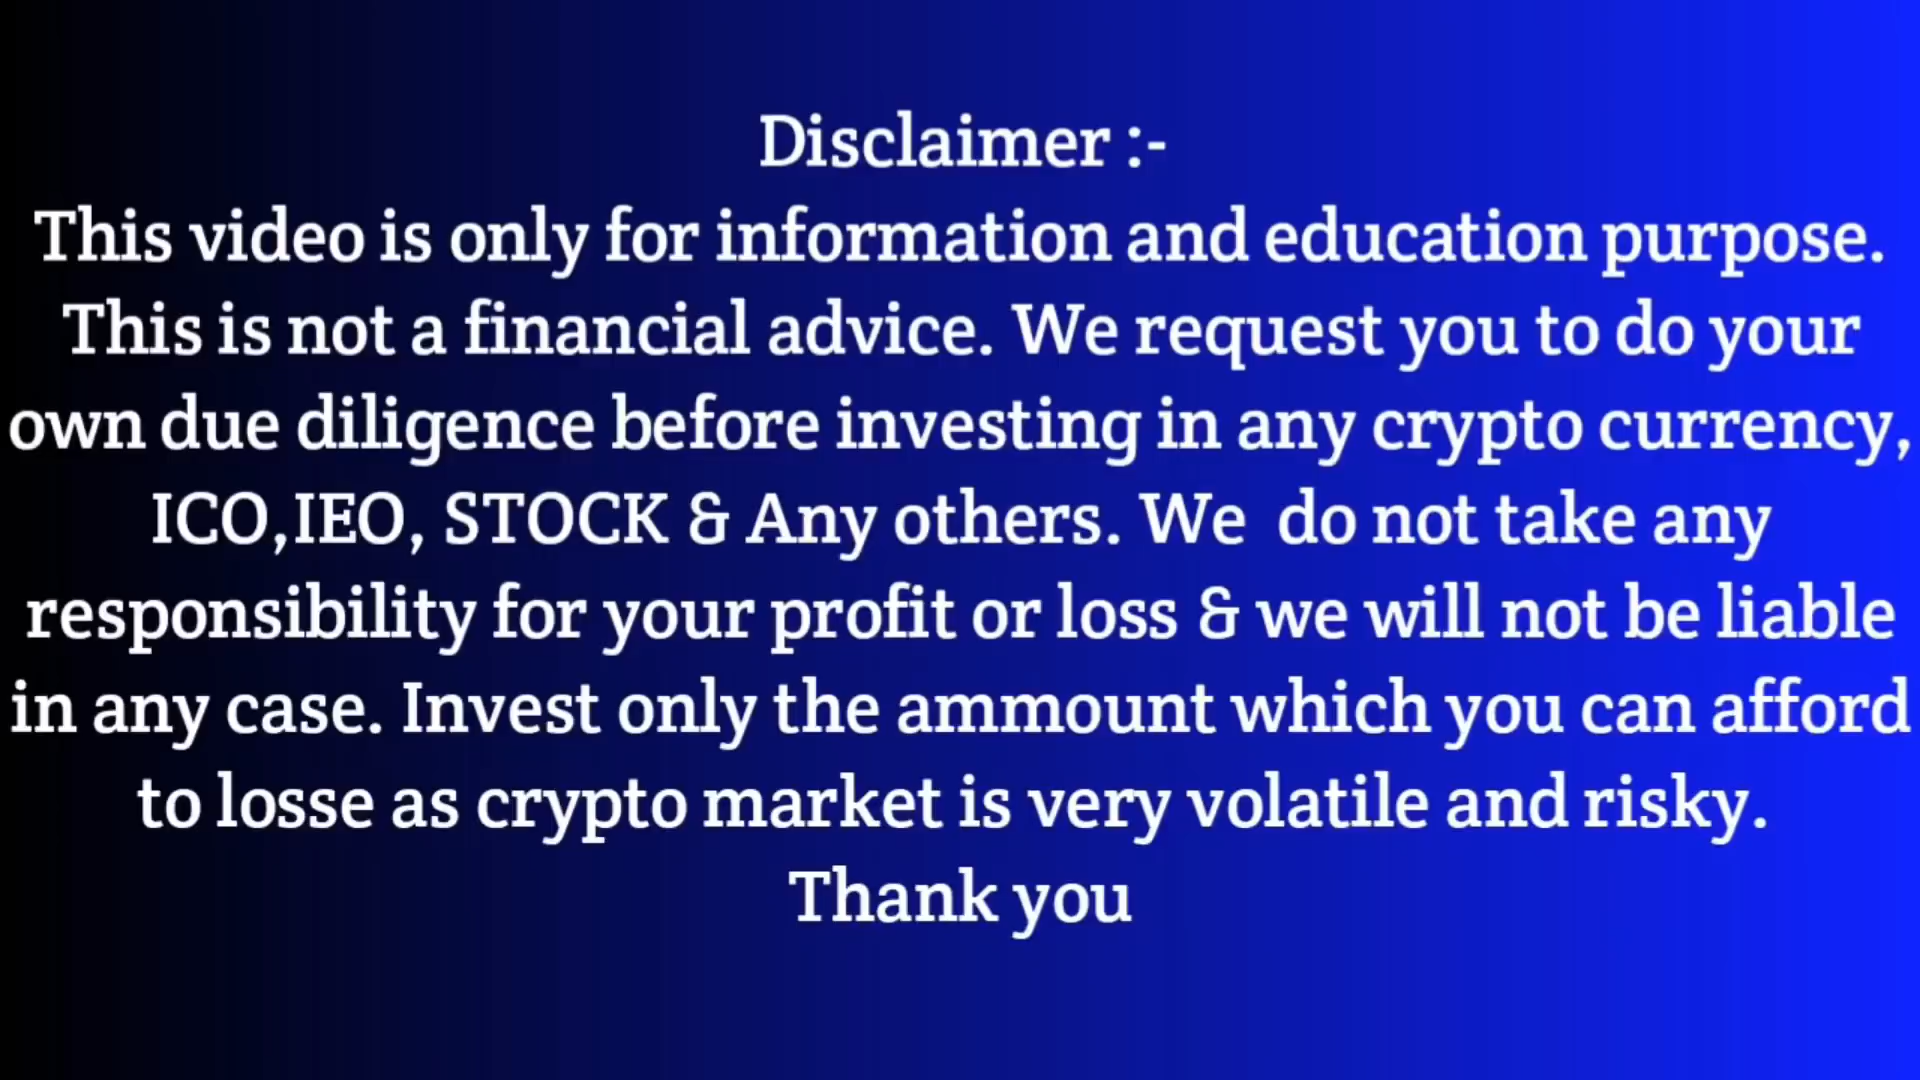 Disclaimer :-
This video is only for information and education purpose.
This is not a financial advice. We request you to do your
own due diligence before investing in any crypto currency,
ICO,IEO, STOCK & Any others. We  do not take any
responsibility for your profit or loss & we will not be liable
in any case. Invest only the ammount which you can afford
to losse as crypto market is very volatile and risky.
Thank you